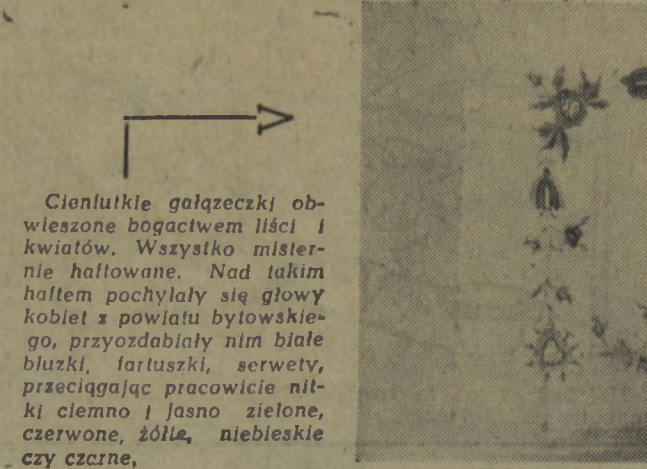 Cieniutkie gałązeczki ob-
wieszone bogactwem liści i
kwiatów. Wszystko mister-
nie haftowane. Nad takim
haftem pochylały się głowy
kobiet z powiatu bytowskie-
go, przyozdabiały nim białe
bluzki, fartuszki, serwety,
przeciągając pracowicie nit-
ki ciemno i jasno zielone,
czerwone, żółte, niebieskie
czy czarne,